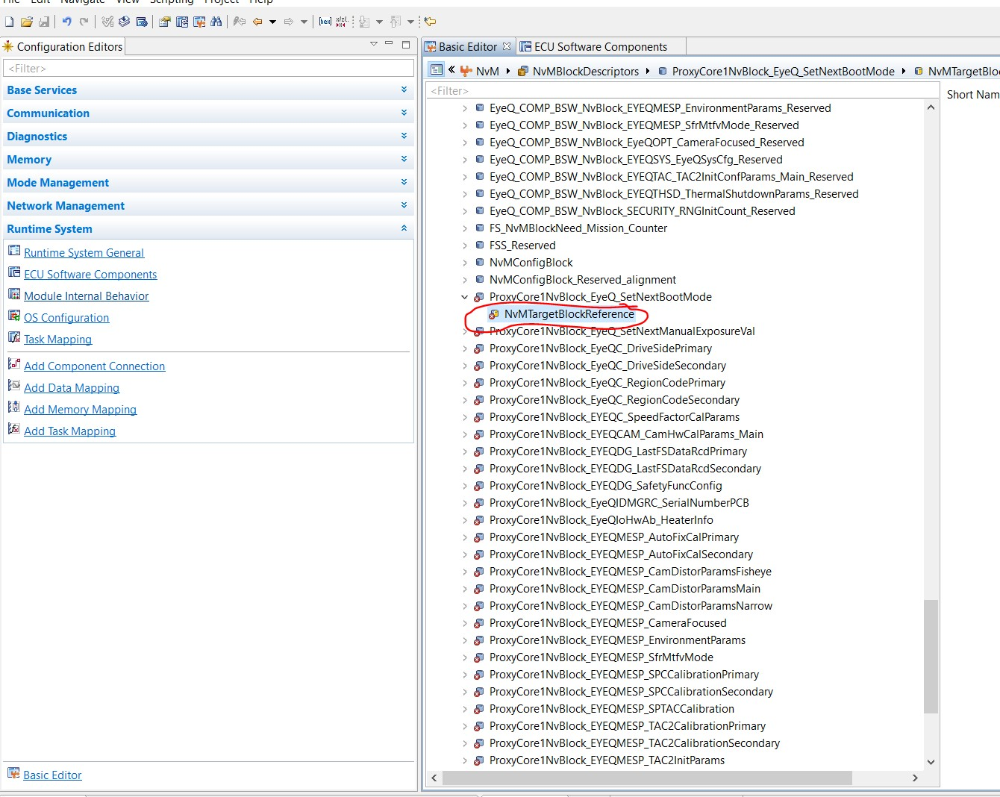 File Edit Navigate View Scripting Project Help
Configuration Editors
<Filter>
Base Services
Communication
Diagnostics
Memory
Mode Management
Network Management
Runtime System
Runtime System General
ECU Software Components
Module Internal Behavior
OS Configuration
Task Mapping
Add Component Connection
Add Data Mapping
Add Memory Mapping
Add Task Mapping
Basic Editor
Basic Editor ECU Software Components
NvM NvMBlockDescriptors ProxyCore1NvBlock_EyeQ_SetNextBootMode NvMTargetBloc
<Filter>
Short Nam
EyeQ_COMP_BSW_NvBlock_EYEQMESP_EnvironmentParams_Reserved
EyeQ_COMP_BSW_NvBlock_EYEQMESP_SfrMtfvMode_Reserved
EyeQ_COMP_BSW_NvBlock_EyeQOPT_CameraFocused_Reserved
EyeQ_COMP_BSW_NvBlock_EYEQSYS_EyeQSysCfg_Reserved
EyeQ_COMP_BSW_NvBlock_EYEQTAC_TAC2InitConfParams_Main_Reserved
EyeQ_COMP_BSW_NvBlock_EYEQTHSD_ThermalShutdownParams_Reserved
EyeQ_COMP_BSW_NvBlock_SECURITY_RNGInitCount_Reserved
FS_NvMBlockNeed_Mission_Counter
FSS_Reserved
NvMConfigBlock
NvMConfigBlock_Reserved_alignment
ProxyCore1NvBlock_EyeQ_SetNextBootMode
NvMTargetBlockReference
ProxyCore1NvBlock_EyeQ_SetNextManualExposureVal
ProxyCore1NvBlock_EyeQC_DriveSidePrimary
ProxyCore1NvBlock_EyeQC_DriveSideSecondary
ProxyCore1NvBlock_EyeQC_RegionCodePrimary
ProxyCore1NvBlock_EyeQC_RegionCodeSecondary
ProxyCore1NvBlock_EYEQC_SpeedFactorCalParams
ProxyCore1NvBlock_EYEQCAM_CamHwCalParams_Main
ProxyCore1NvBlock_EYEQDG_LastFSDataRcdPrimary
ProxyCore1NvBlock_EYEQDG_LastFSDataRcdSecondary
ProxyCore1NvBlock_EYEQDG_SafetyFuncConfig
ProxyCore1NvBlock_EyeQIDMGRC_SerialNumberPCB
ProxyCore1NvBlock_EyeQIoHwAb_HeaterInfo
ProxyCore1NvBlock_EYEQMESP_AutoFixCalPrimary
ProxyCore1NvBlock_EYEQMESP_AutoFixCalSecondary
ProxyCore1NvBlock_EYEQMESP_CamDistorParamsFisheye
ProxyCore1NvBlock_EYEQMESP_CamDistorParamsMain
ProxyCore1NvBlock_EYEQMESP_CamDistorParamsNarrow
ProxyCore1NvBlock_EYEQMESP_CameraFocused
ProxyCore1NvBlock_EYEQMESP_EnvironmentParams
ProxyCore1NvBlock_EYEQMESP_SfrMtfvMode
ProxyCore1NvBlock_EYEQMESP_SPCCalibrationPrimary
ProxyCore1NvBlock_EYEQMESP_SPCCalibrationSecondary
ProxyCore1NvBlock_EYEQMESP_SPTACCalibration
ProxyCore1NvBlock_EYEQMESP_TAC2CalibrationPrimary
ProxyCore1NvBlock_EYEQMESP_TAC2CalibrationSecondary
ProxyCore1NvBlock_EYEQMESP_TAC2InitParams